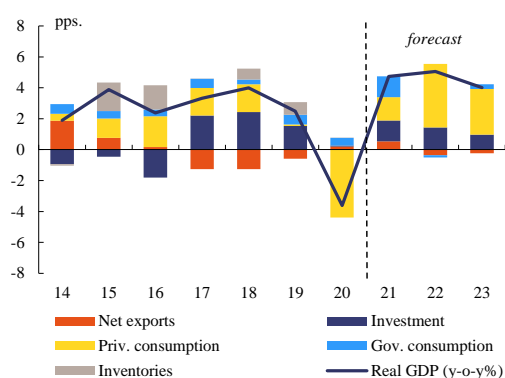 pps.
forecast
8
6
4
2
0
-2
-4
-6
-8
14 15 16 17 18 19 20 21 22 23
Net exports Investment
Priv. consumption Gov. consumption
Inventories Real GDP (y-o-y%)